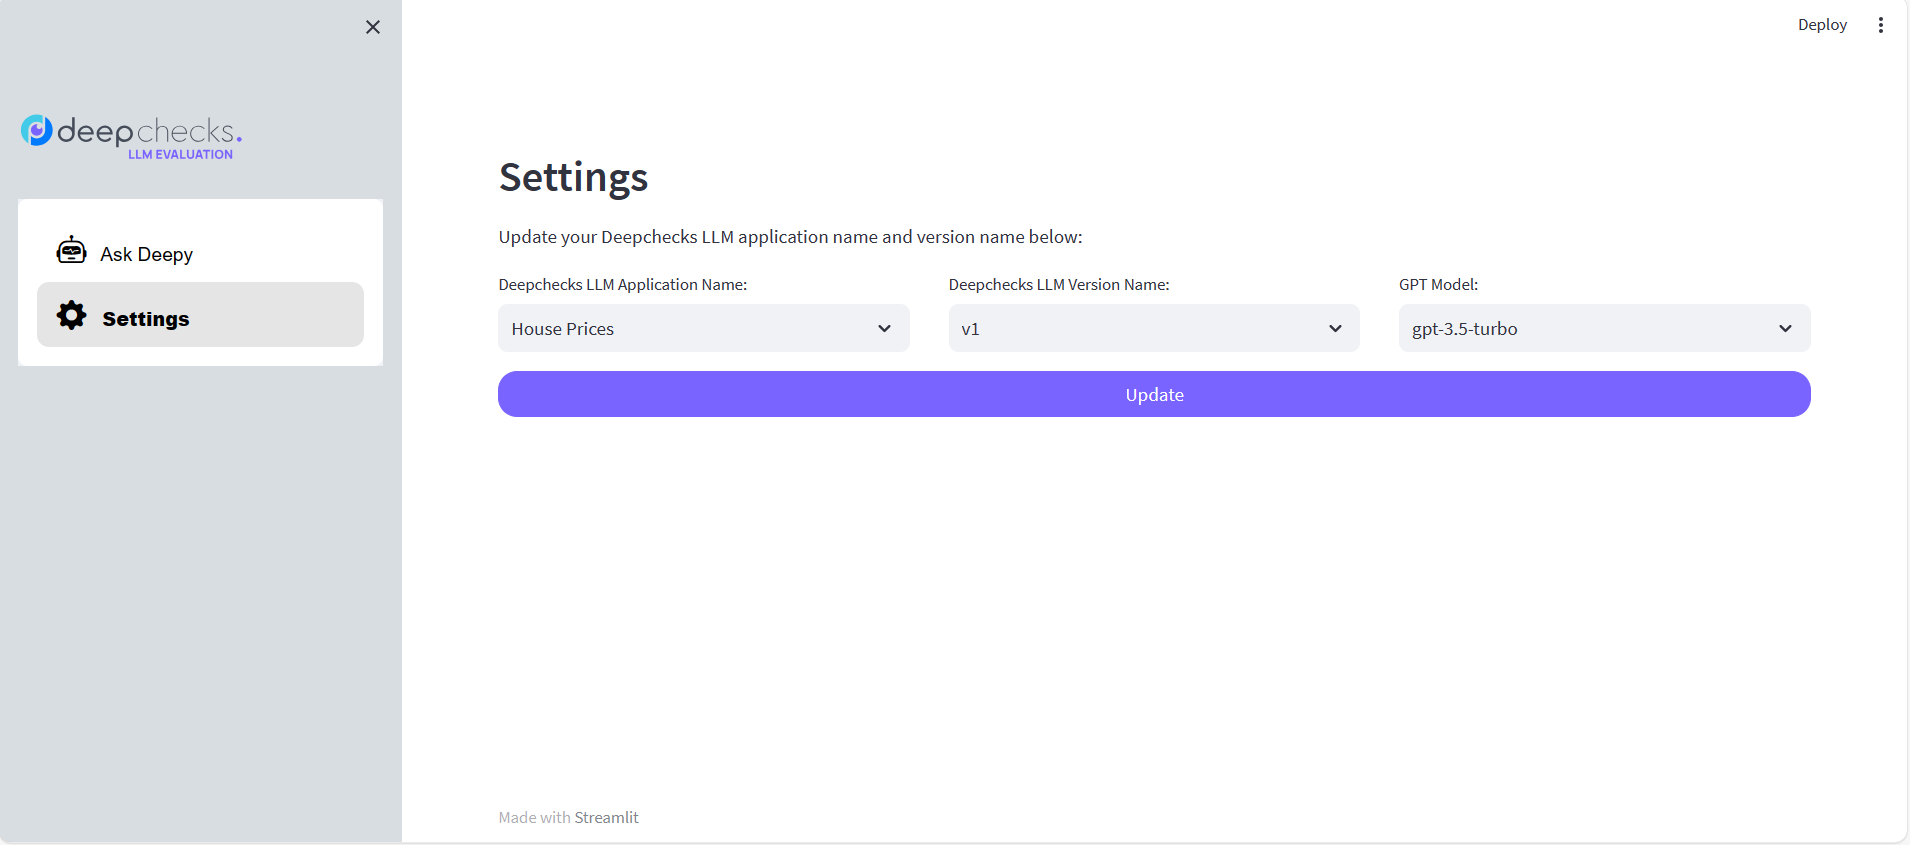 Deploy
deepchecks.
LLM EVALUATION
Ask Deepy
Settings
Settings
Update your Deepchecks LLM application name and version name below:
Deepchecks LLM Application Name:
House Prices
Deepchecks LLM Version Name:
v1
GPT Model:
gpt-3.5-turbo
Update
Made with Streamlit